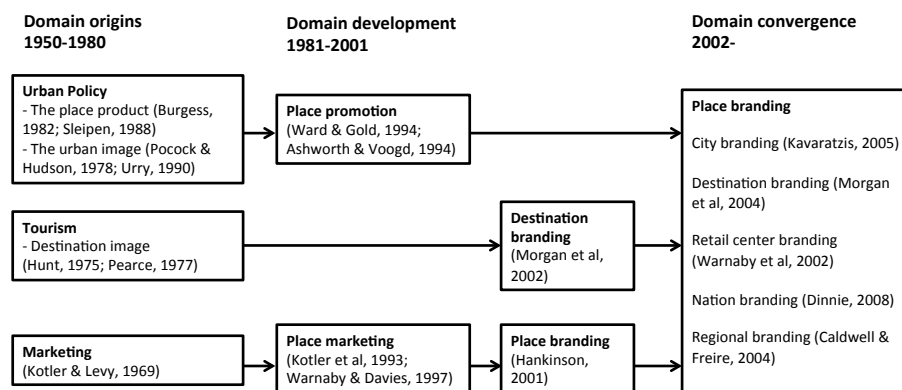 Domain origins
1950-1980
Domain development
1981-2001
Domain convergence
2002-
Urban Policy
- The place product (Burgess,
1982; Sleipen, 1988)
- The urban image (Pocock &
Hudson, 1978; Urry, 1990)
Place promotion
(Ward & Gold, 1994;
Ashworth & Voogd, 1994)
Tourism
- Destination image
(Hunt, 1975; Pearce, 1977)
Destination
branding
(Morgan et al,
2002)
Marketing
(Kotler & Levy, 1969)
Place marketing
(Kotler et al, 1993;
Warnaby & Davies, 1997)
Place branding
(Hankinson,
2001)
Place branding
City branding (Kavaratzis, 2005)
Destination branding (Morgan
et al, 2004)
Retail center branding
(Warnaby et al, 2002)
Nation branding (Dinnie, 2008)
Regional branding (Caldwell
& Freire, 2004)